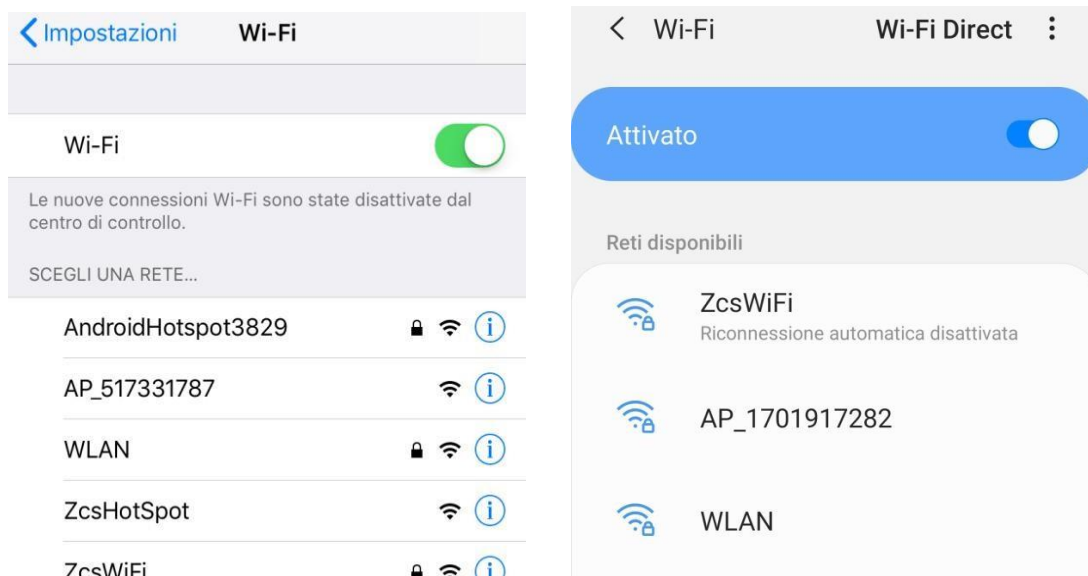 Impostazioni
Wi-Fi
Wi-Fi
Le nuove connessioni Wi-Fi sono state disattivate dal
centro di controllo.
SCEGLI UNA RETE...
AndroidHotspot3829
AP_517331787
WLAN
ZcsHotSpot
ZcsWiFi
Wi-Fi
Wi-Fi Direct
Attivato
Reti disponibili
ZcsWiFi
Riconnessione automatica disattivata
AP_1701917282
WLAN